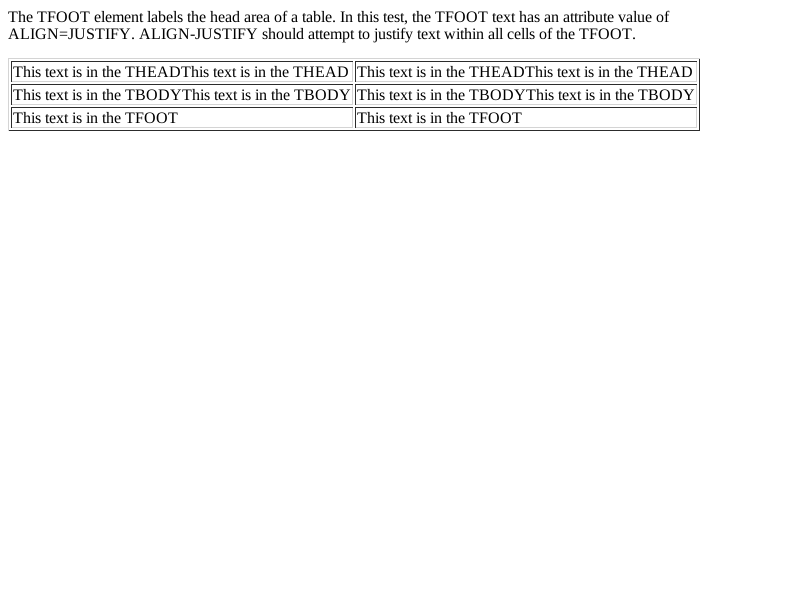 The TFOOT element labels the head area of a table. In this test, the TFOOT text has an attribute value of
ALIGN=JUSTIFY. ALIGN-JUSTIFY should attempt to justify text within all cells of the TFOOT.
This text is in the THEADThis text is in the THEAD This text is in the THEADThis text is in the THEAD
This text is in the TBODYThis text is in the TBODY This text is in the TBODYThis text is in the TBODY
This text is in the TFOOT This text is in the TFOOT